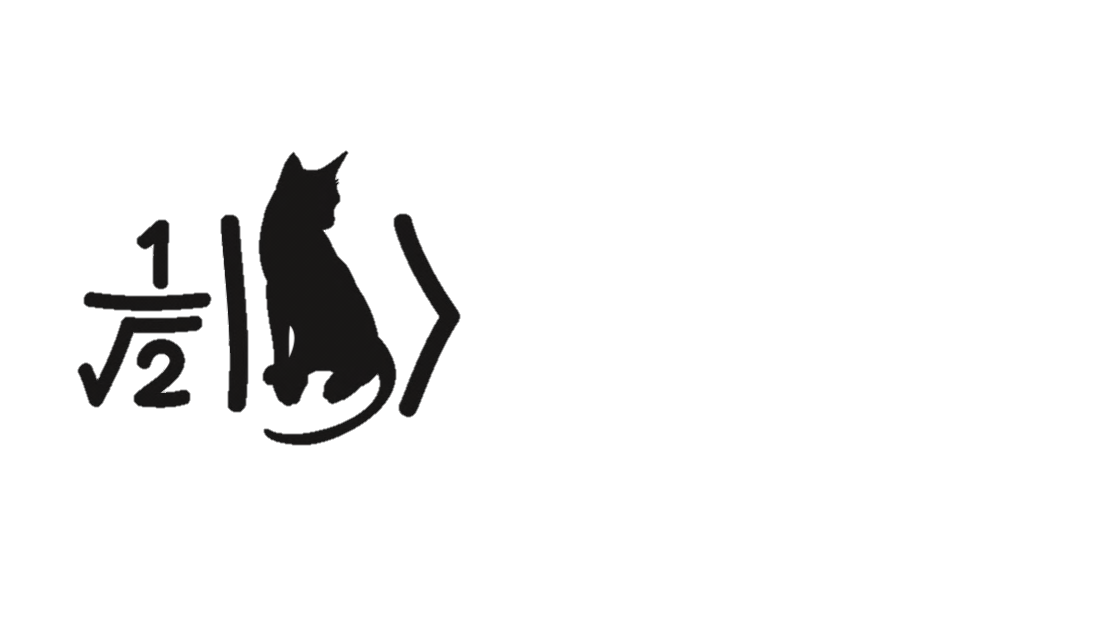 1
√2 | ⟩